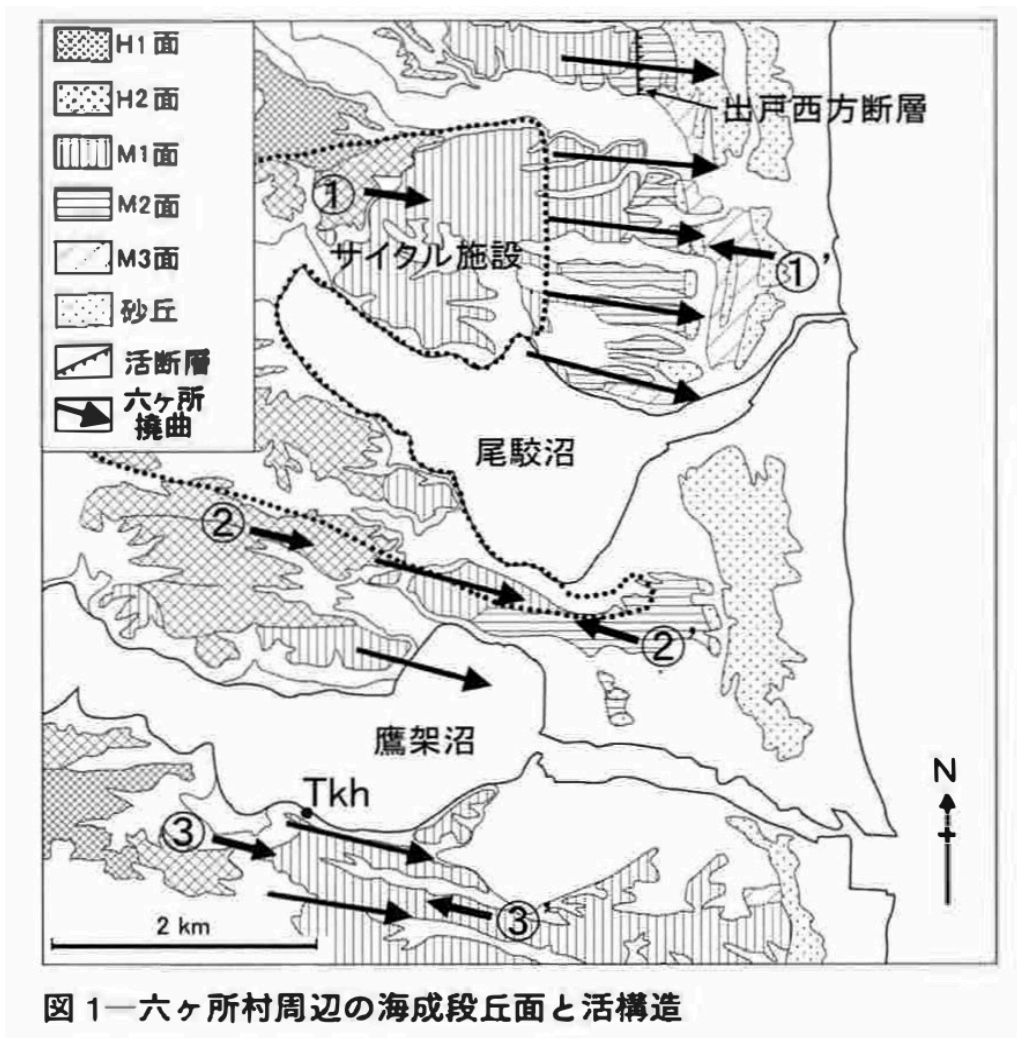 H1面
H2面
M1面
M2面
M3面
砂丘
活断層
六ヶ所
撓曲
出戸西方断層
①
サイタル施設
①’
尾駮沼
②
②’
鷹架沼
Tkh
③
③’
N
2 km
図 1―六ヶ所村周辺の海成段丘面と活構造